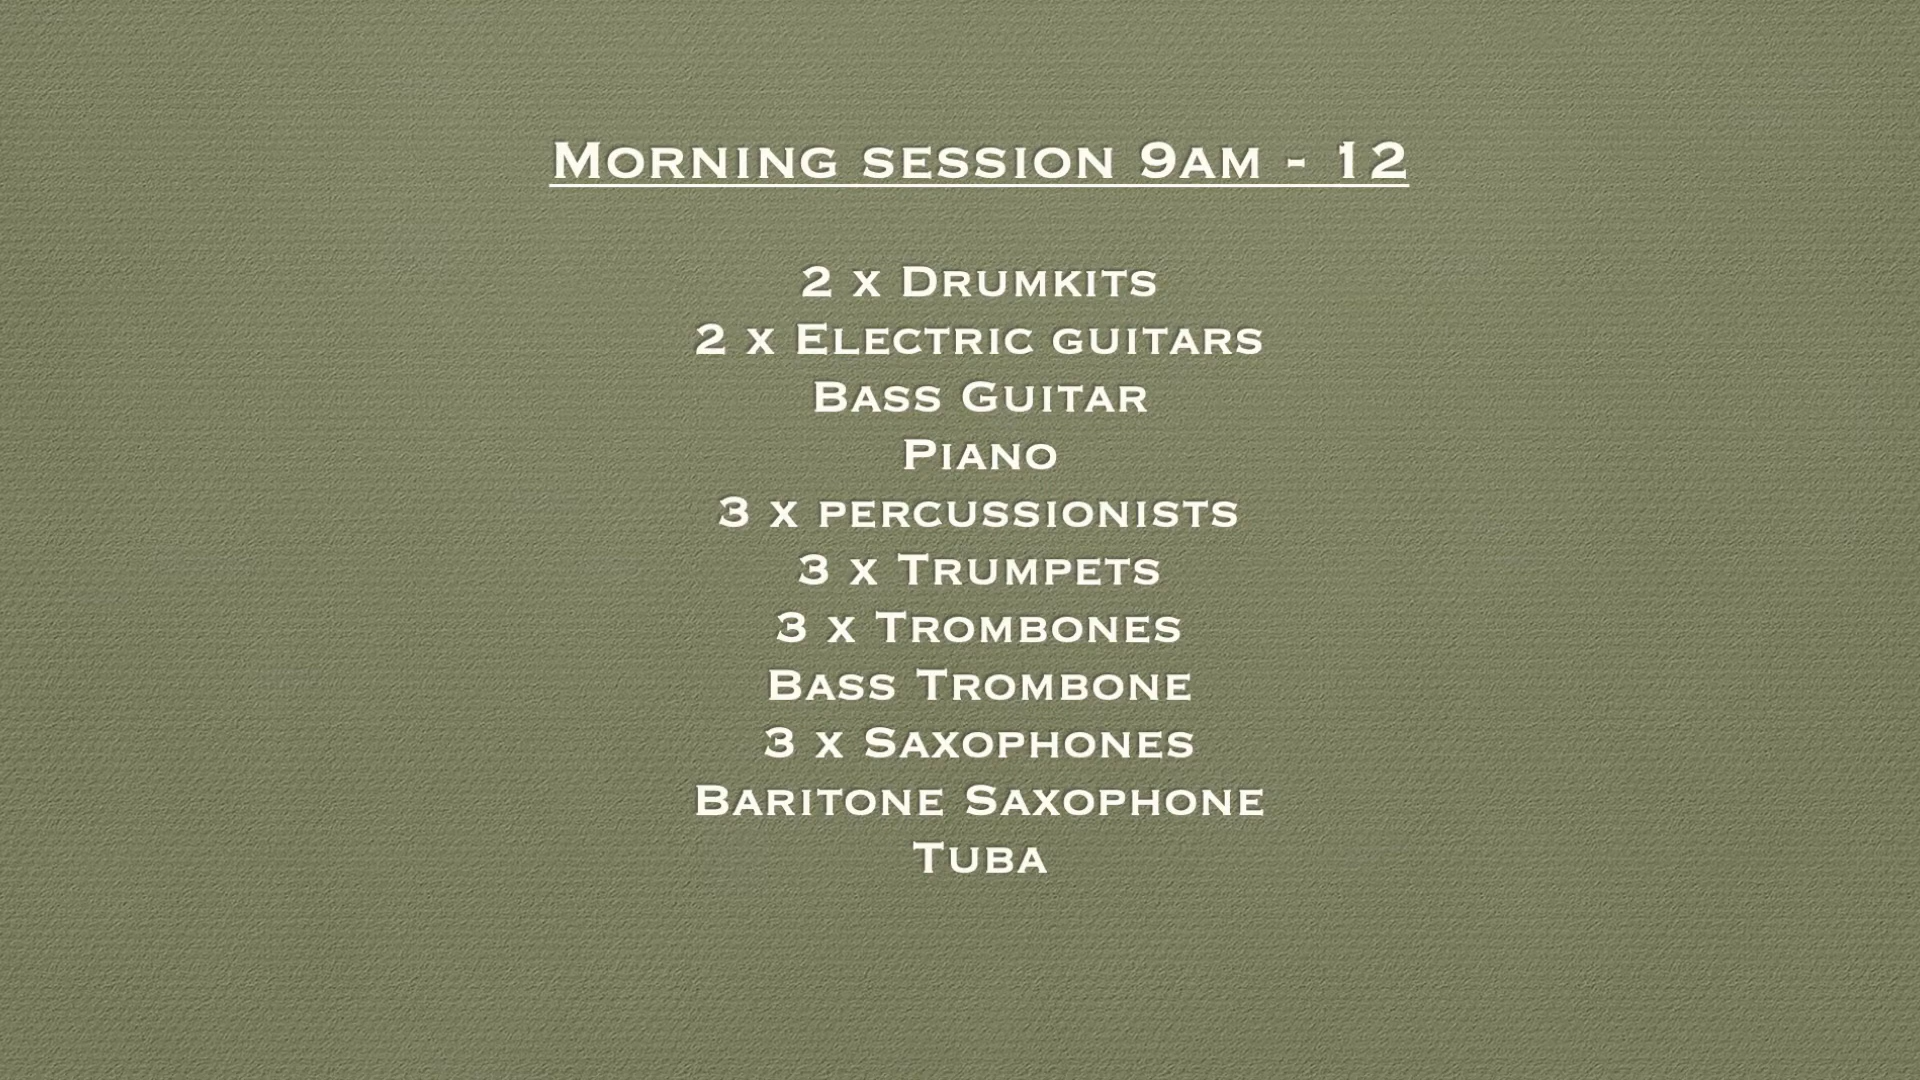 Morning session 9am - 12
2 x Drumkits
2 x Electric guitars
Bass Guitar
Piano
3 x percussionists
3 x Trumpets
3 x Trombones
Bass Trombone
3 x Saxophones
Baritone Saxophone
Tuba